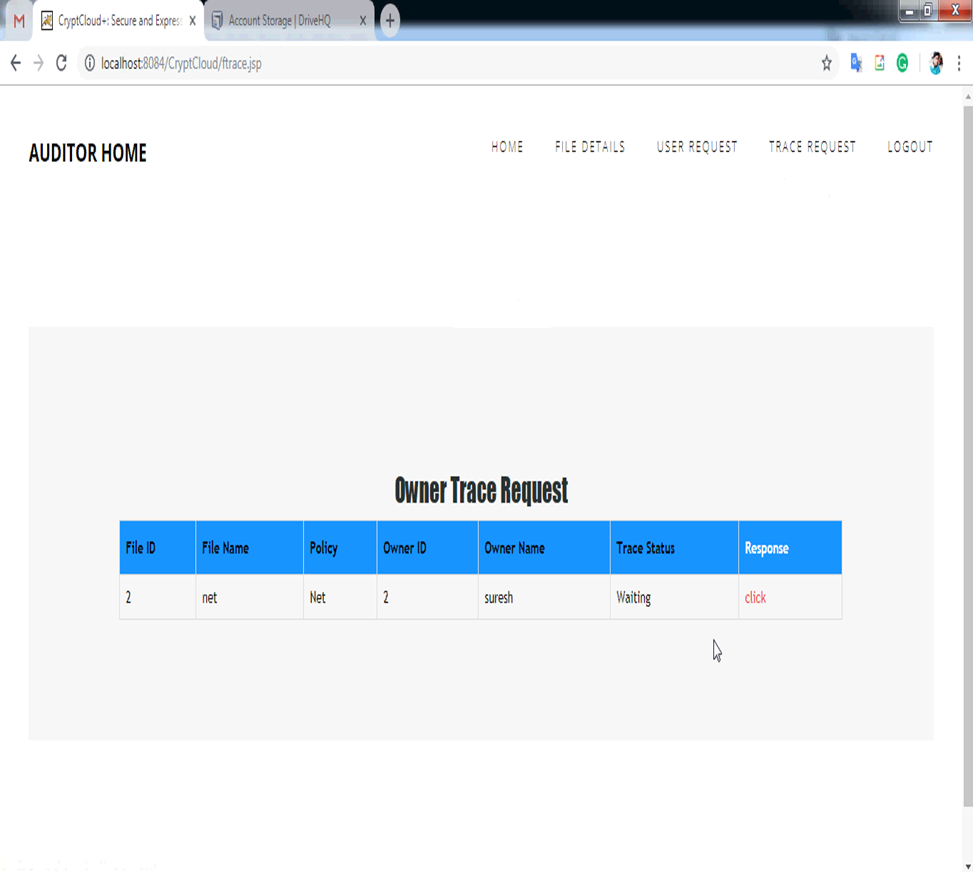 M CryptCloud+: Secure and Expres Account Storage | DriveHQ
localhost:8084/CryptCloud/ftrace.jsp
AUDITOR HOME HOME FILE DETAILS USER REQUEST TRACE REQUEST LOGOUT
Owner Trace Request
File ID File Name Policy Owner ID Owner Name Trace Status Response
2 net Net 2 suresh Waiting click